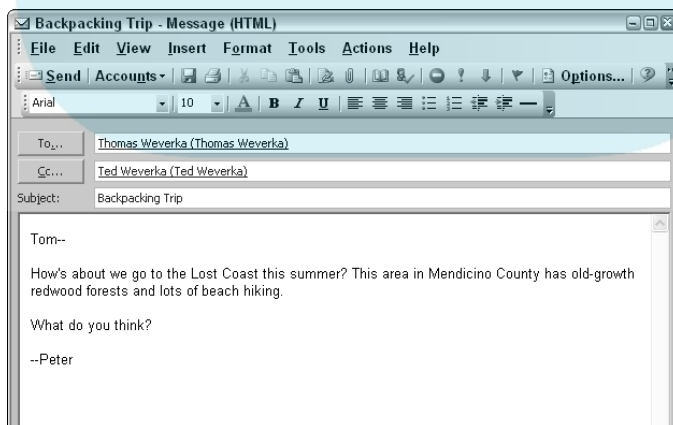 Backpacking Trip - Message (HTML)
File Edit View Insert Format Tools Actions Help
Send Accounts Options...
Arial 10 A B I U
To... Thomas Weverka (Thomas Weverka)
Cc... Ted Weverka (Ted Weverka)
Subject: Backpacking Trip
Tom--
How's about we go to the Lost Coast this summer? This area in Mendicino County has old-growth
redwood forests and lots of beach hiking.
What do you think?
--Peter